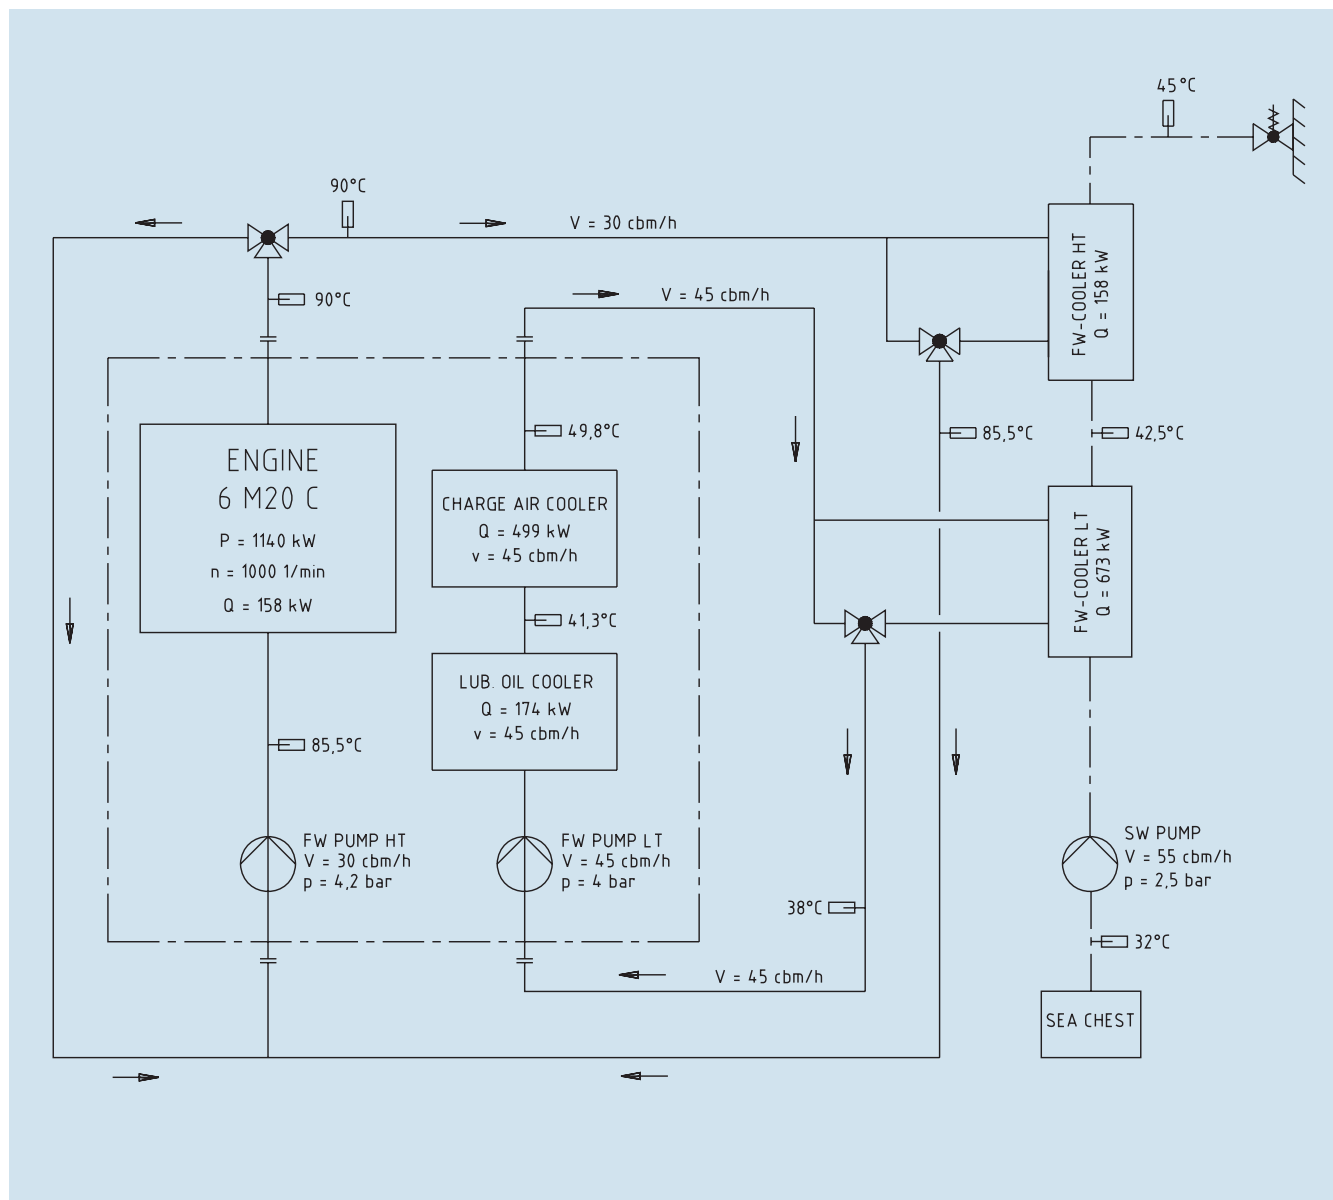 45°C
90°C
V = 30 cbm/h
90°C
V = 45 cbm/h
FW-COOLER HT
Q = 158 kW
49,8°C
85,5°C
42,5°C
ENGINE
6 M20 C
P = 1140 kW
n = 1000 1/min
Q = 158 kW
CHARGE AIR COOLER
Q = 499 kW
v = 45 cbm/h
FW-COOLER LT
Q = 673 kW
41,3°C
LUB. OIL COOLER
Q = 174 kW
v = 45 cbm/h
85,5°C
FW PUMP HT
V = 30 cbm/h
p = 4,2 bar
FW PUMP LT
V = 45 cbm/h
p = 4 bar
SW PUMP
V = 55 cbm/h
p = 2,5 bar
38°C
32°C
V = 45 cbm/h
SEA CHEST